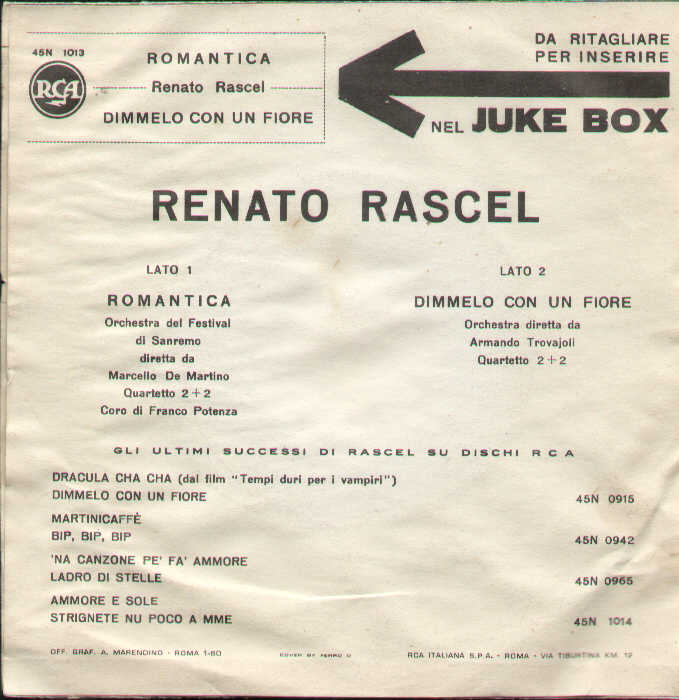 45N 1013
RCA
ROMANTICA
Renato Rascel
DIMMELO CON UN FIORE
DA RITAGLIARE
PER INSERIRE
NEL JUKE BOX
RENATO RASCEL
LATO 1
ROMANTICA
Orchestra del Festival
di Sanremo
diretta da
Marcello De Martino
Quartetto 2+2
Coro di Franco Potenza
LATO 2
DIMMELO CON UN FIORE
Orchestra diretta da
Armando Trovajoli
Quartetto 2+2
GLI ULTIMI SUCCESSI DI RASCEL SU DISCHI RCA
DRACULA CHA CHA (dal film "Tempi duri per i vampiri")
DIMMELO CON UN FIORE 45N 0915
MARTINICAFFÈ
BIP, BIP, BIP 45N 0942
'NA CANZONE PE' FA' AMMORE
LADRO DI STELLE 45N 0965
AMMORE E SOLE
STRIGNETE NU POCO A MME 45N 1014
OFF. GRAF. A. MARENDINO - ROMA 1-60 COVER BY FERRO RCA ITALIANA S.P.A. - ROMA - VIA TIBURTINA KM. 12